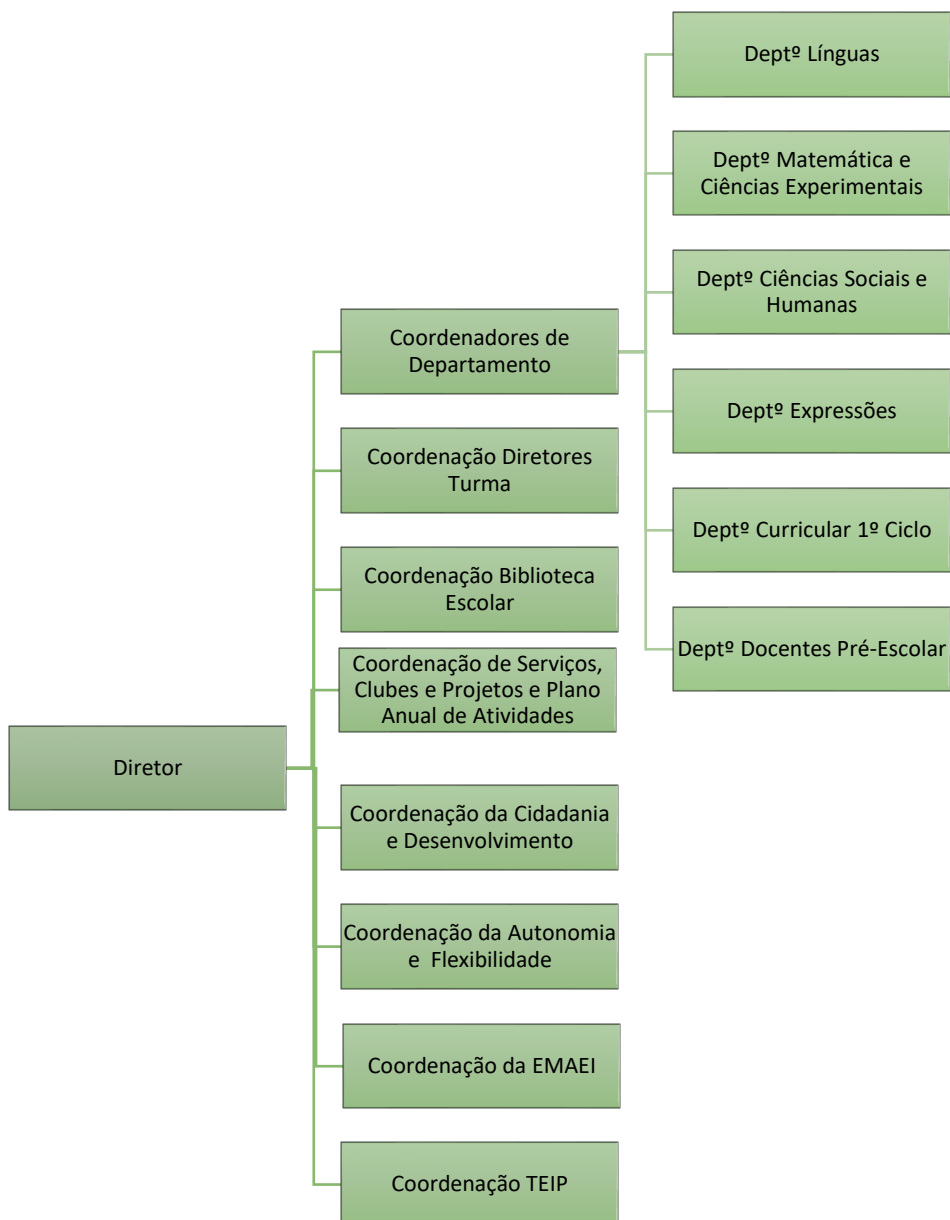 Diretor
Coordenadores de
Departamento
Deptº Línguas
Deptº Matemática e
Ciências Experimentais
Deptº Ciências Sociais e
Humanas
Deptº Expressões
Deptº Curricular 1º Ciclo
Deptº Docentes Pré-Escolar
Coordenação Diretores
Turma
Coordenação Biblioteca
Escolar
Coordenação de Serviços,
Clubes e Projetos e Plano
Anual de Atividades
Coordenação da Cidadania
e Desenvolvimento
Coordenação da Autonomia
e Flexibilidade
Coordenação da EMAEI
Coordenação TEIP